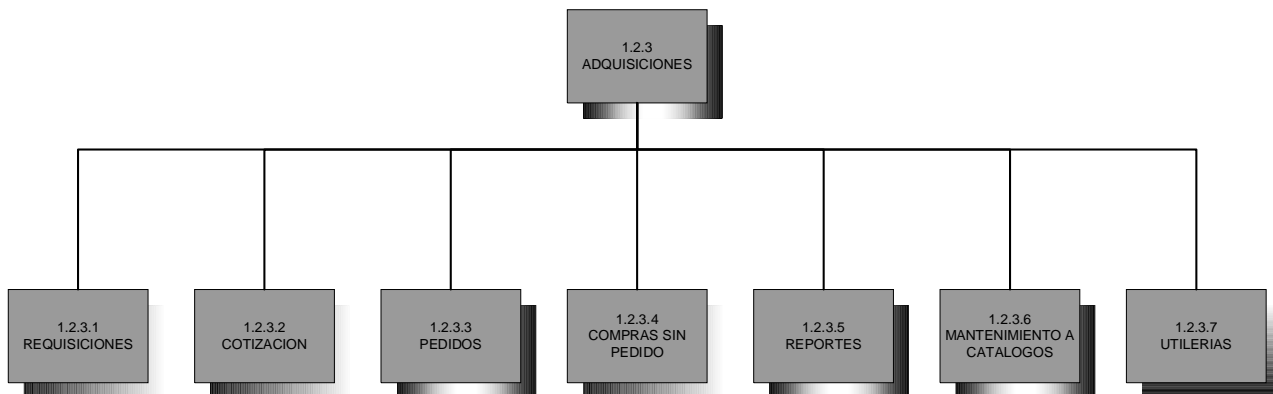 1.2.3
ADQUISICIONES
1.2.3.1
REQUISICIONES
1.2.3.2
COTIZACION
1.2.3.3
PEDIDOS
1.2.3.4
COMPRAS SIN
PEDIDO
1.2.3.5
REPORTES
1.2.3.6
MANTENIMIENTO A
CATALOGOS
1.2.3.7
UTILERIAS